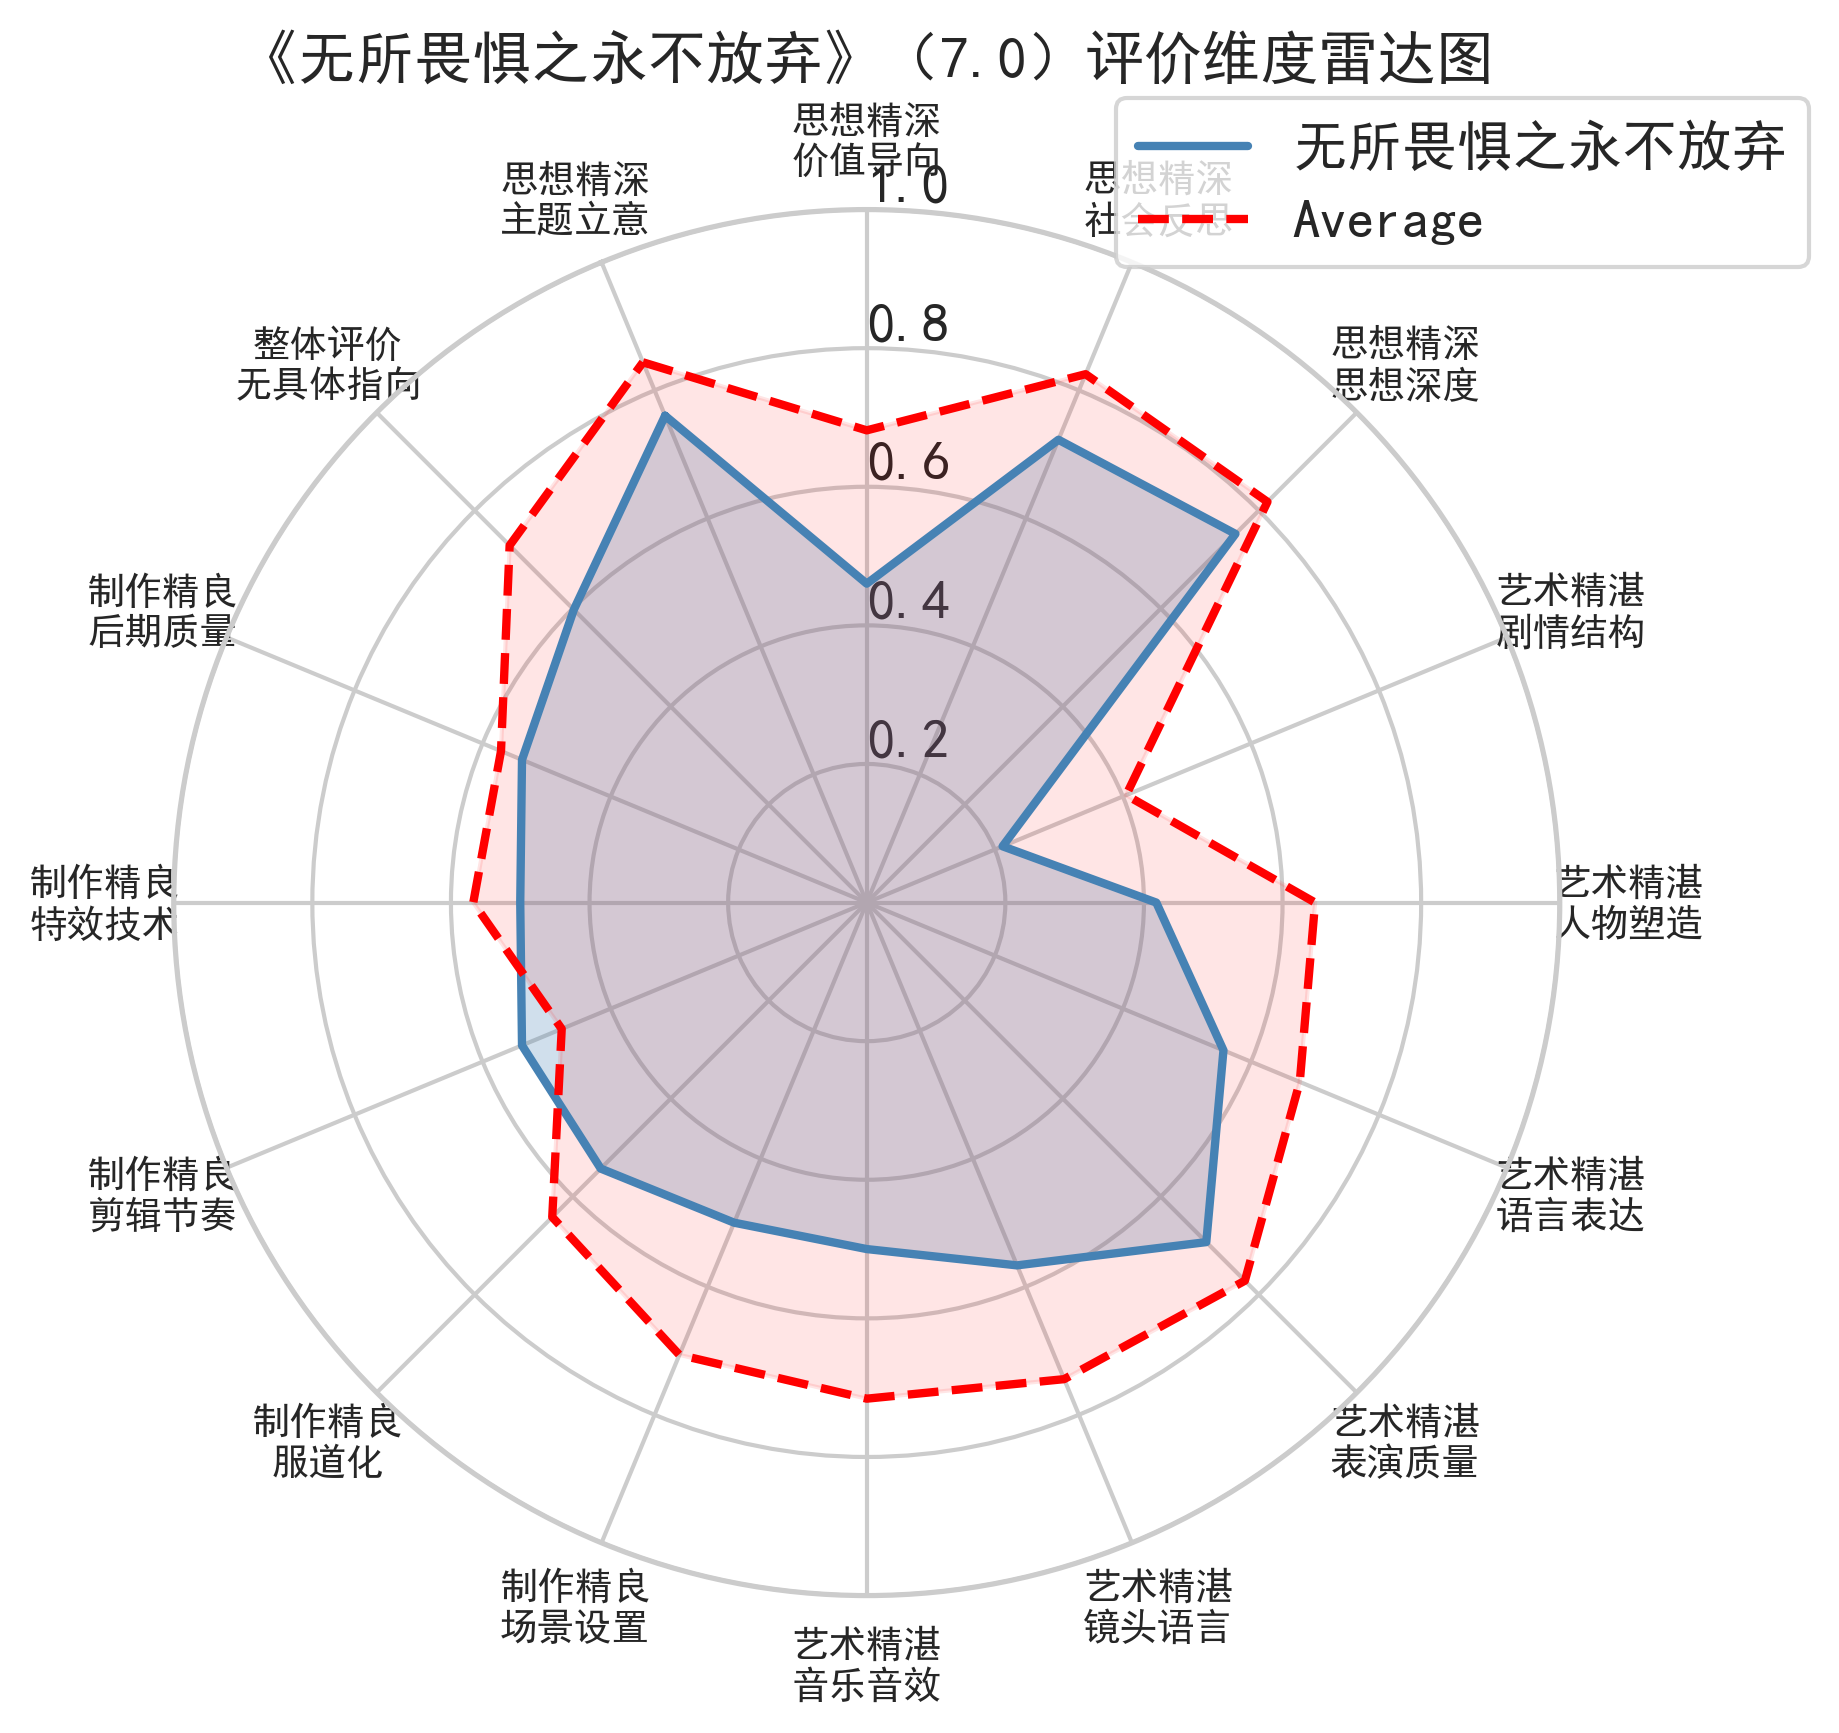 《无所畏惧之永不放弃》（7.0）评价维度雷达图
无所畏惧之永不放弃
Average
思想精深
价值导向
思想精深
社会反思
思想精深
思想深度
艺术精湛
剧情结构
艺术精湛
人物塑造
艺术精湛
语言表达
艺术精湛
表演质量
艺术精湛
镜头语言
艺术精湛
音乐音效
制作精良
场景设置
制作精良
服道化
制作精良
剪辑节奏
制作精良
特效技术
制作精良
后期质量
整体评价
无具体指向
思想精深
主题立意
1.0
0.8
0.6
0.4
0.2